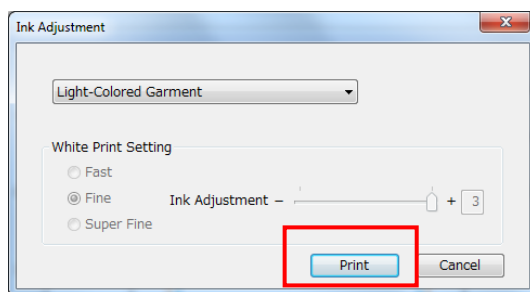 Ink Adjustment
Light-Colored Garment
White Print Setting
Fast
Fine Ink Adjustment - + 3
Super Fine
Print Cancel